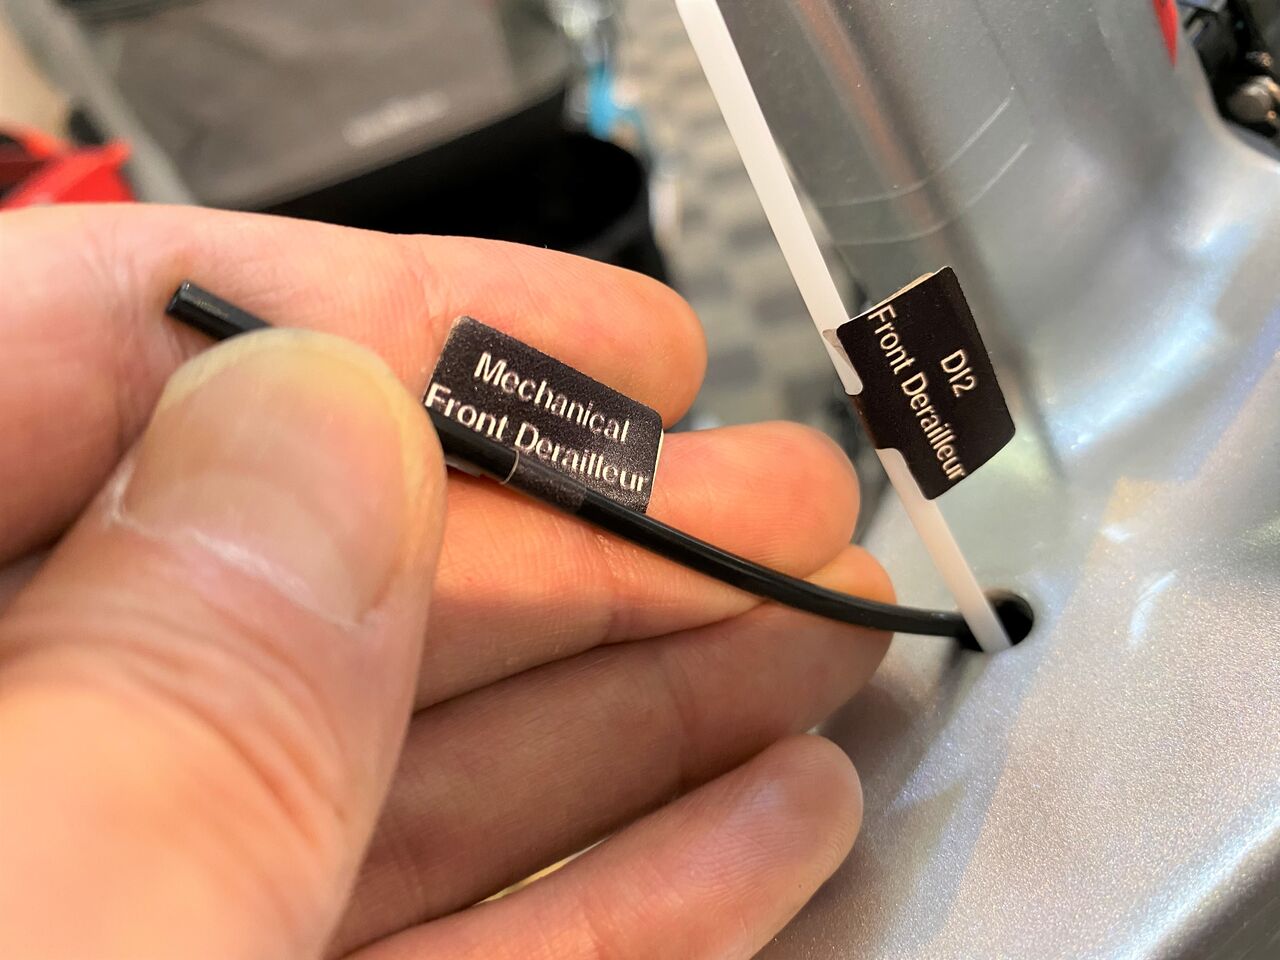 Mechanical
Front Derailleur
DI2
Front Derailleur